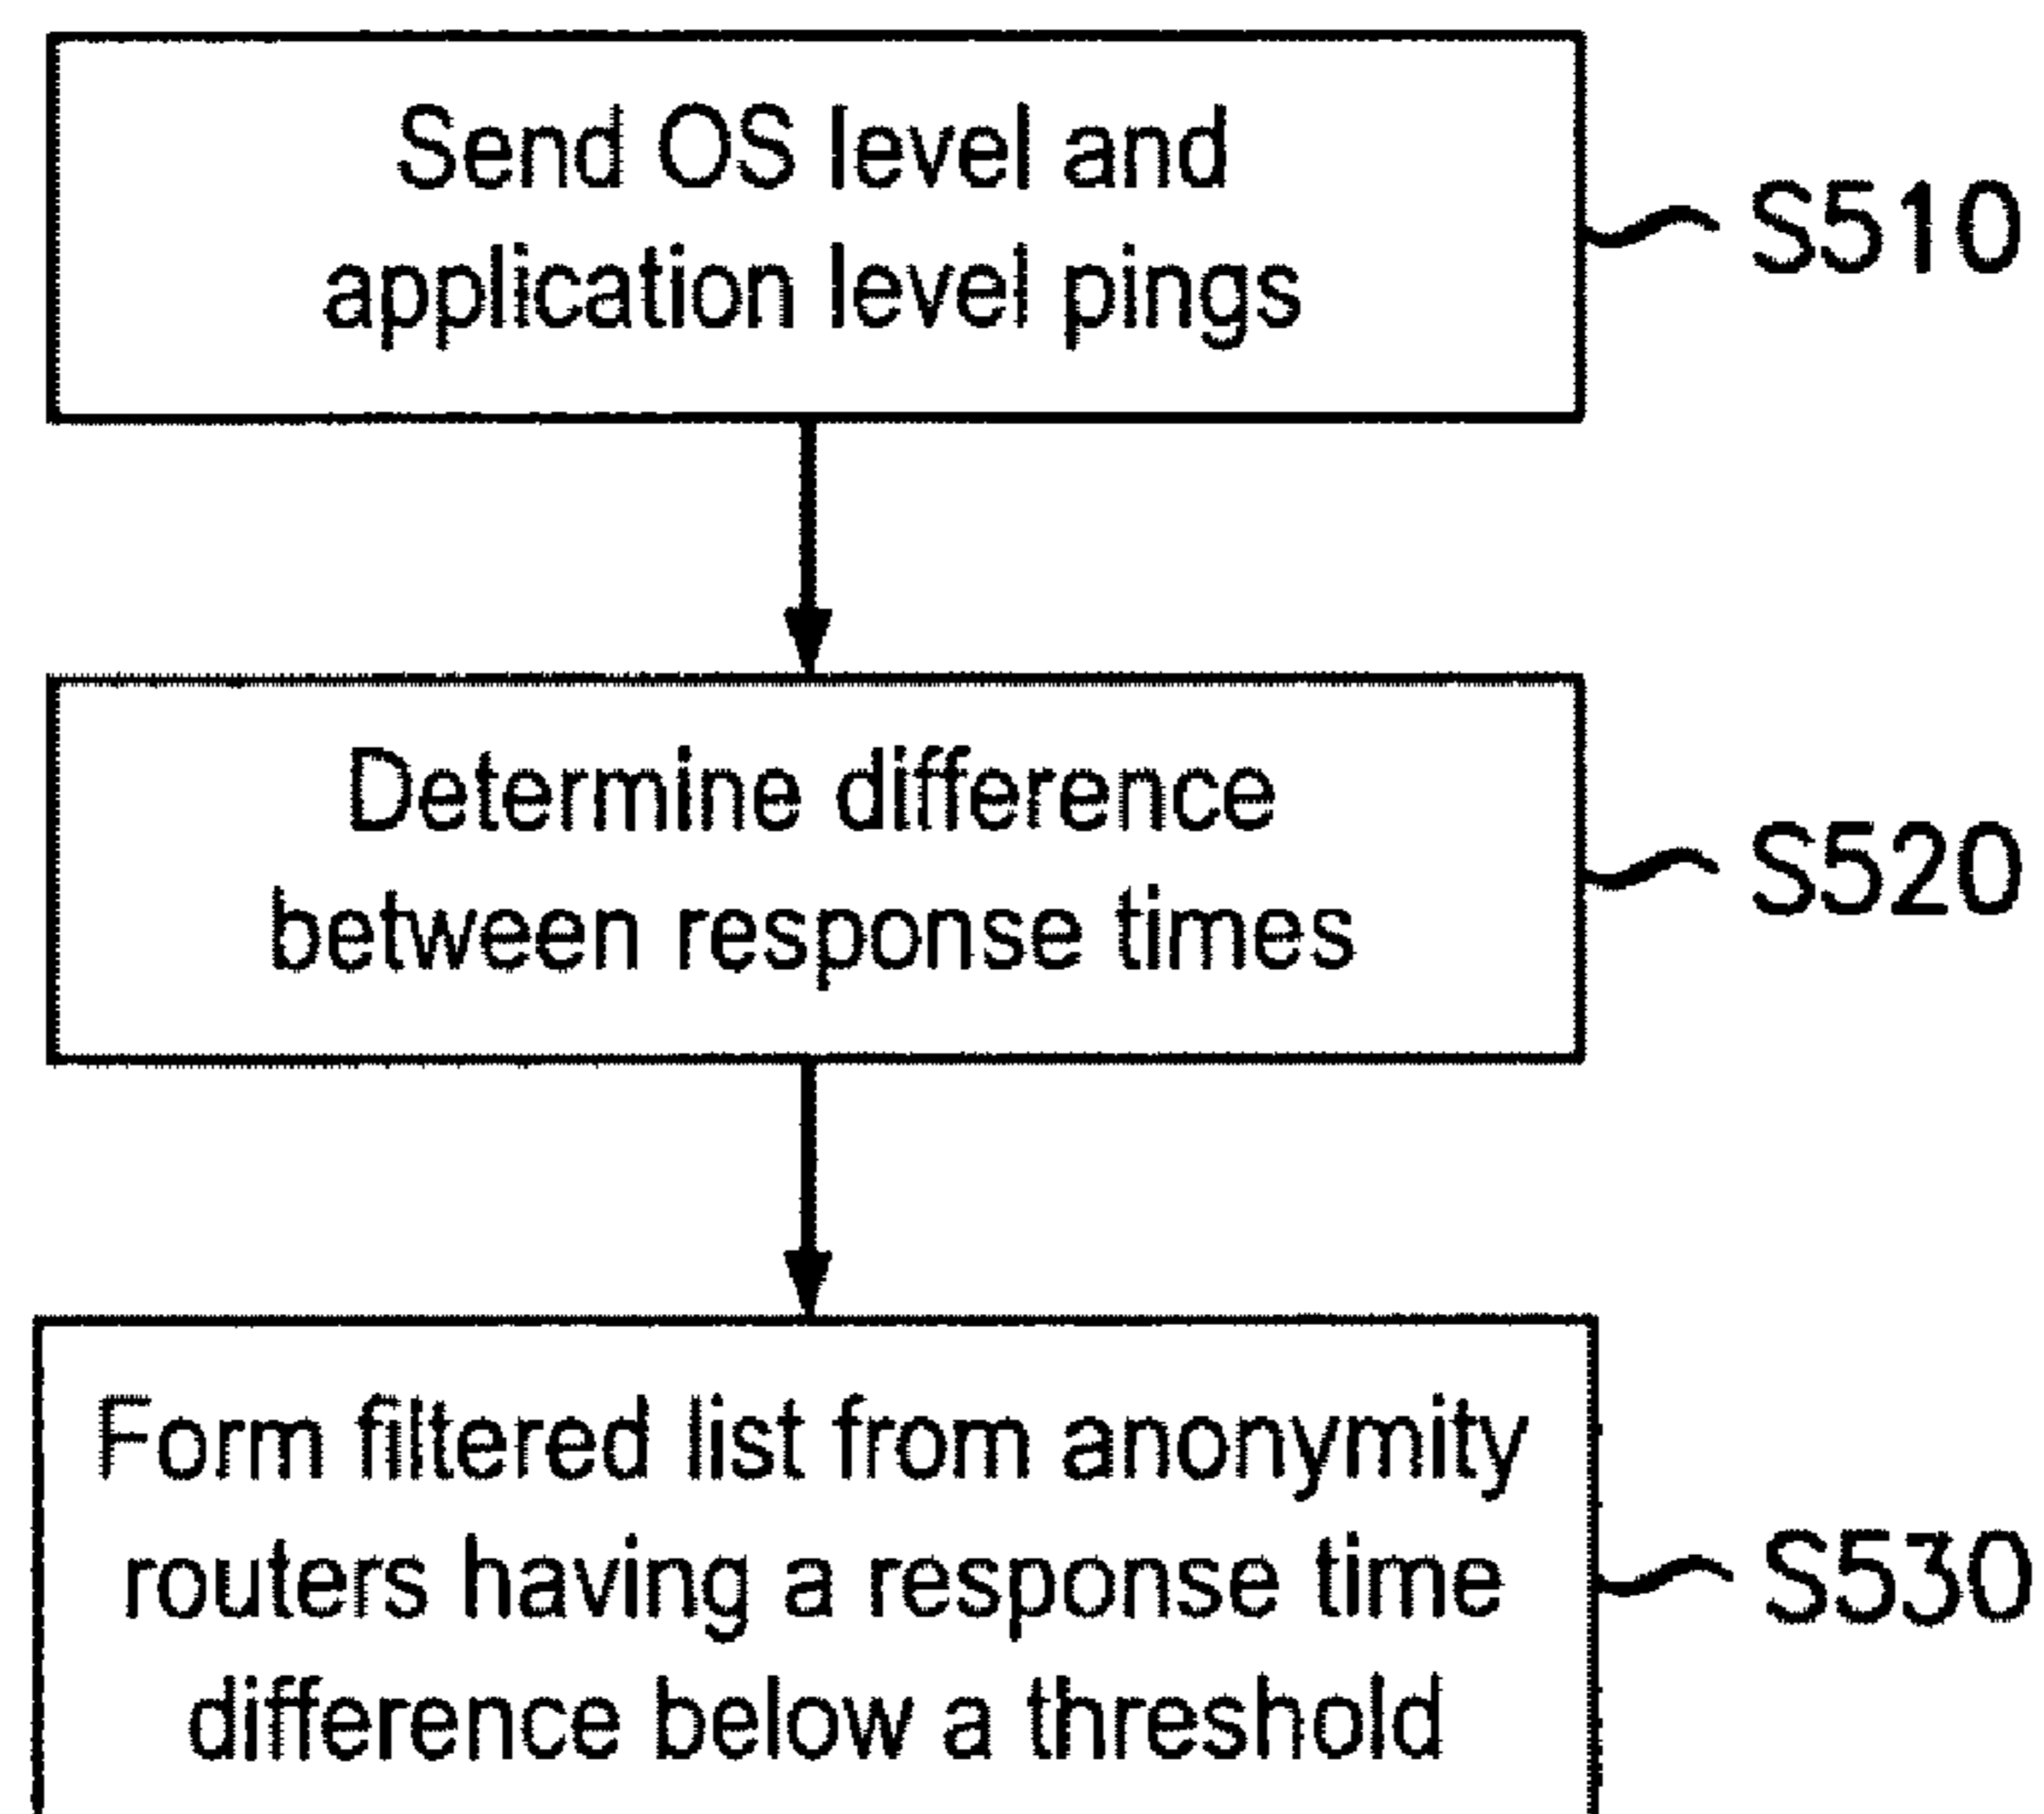 Send OS level and
application level pings
S510
Determine difference
between response times
S520
Form filtered list from anonymity
routers having a response time
difference below a threshold
S530